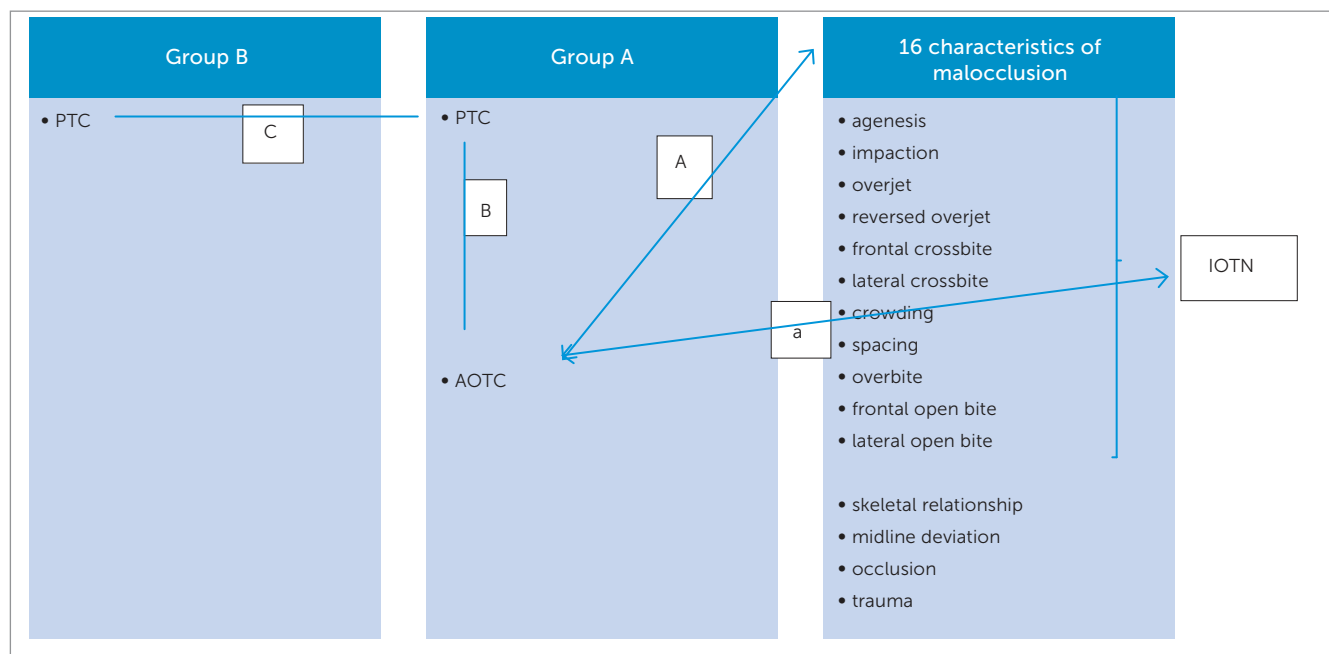 Group B
• PTC
C
Group A
• PTC
A
B
• AOTC
a
16 characteristics of
malocclusion
• agenesis
• impaction
• overjet
• reversed overjet
• frontal crossbite
• lateral crossbite
• crowding
• spacing
• overbite
• frontal open bite
• lateral open bite
• skeletal relationship
• midline deviation
• occlusion
• trauma
IOTN